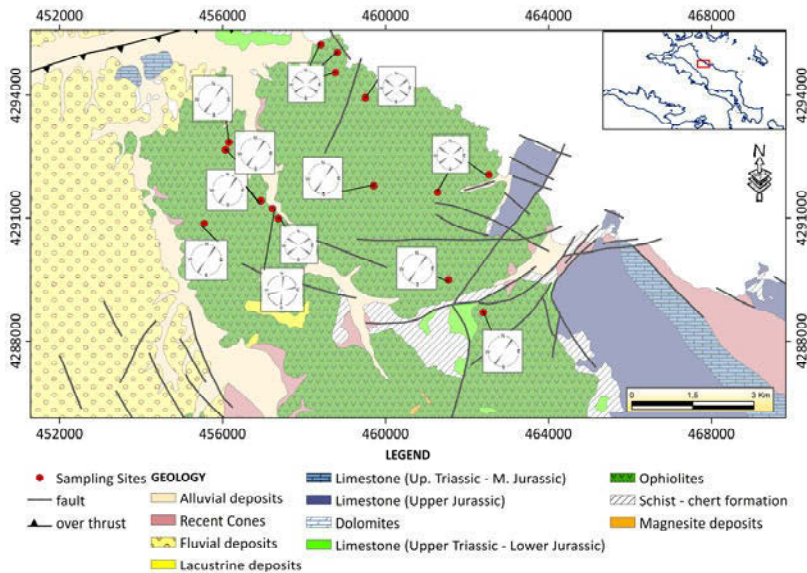 452000 456000 460000 464000 468000
4294000 4294000
N
4291000 4291000
4288000 4288000
0 1,5 3 Km
452000 456000 460000 464000 468000
LEGEND
Sampling Sites
fault
over thrust
GEOLOGY
Alluvial deposits
Recent Cones
Fluvial deposits
Lacustrine deposits
Limestone (Up. Triassic - M. Jurassic)
Limestone (Upper Jurassic)
Dolomites
Limestone (Upper Triassic - Lower Jurassic)
Ophiolites
Schist - chert formation
Magnesite deposits